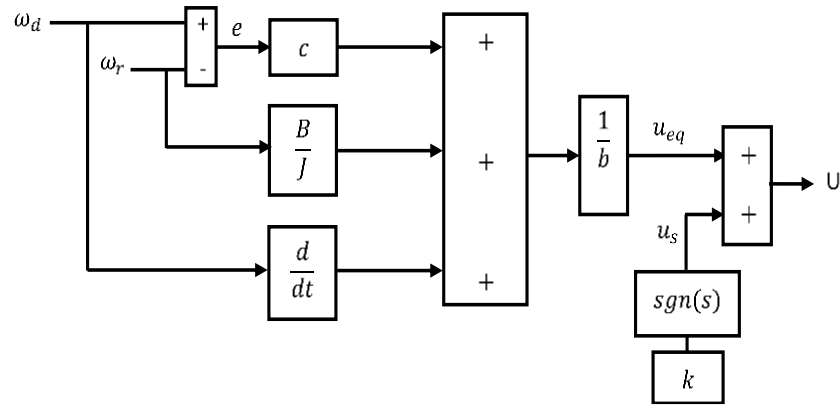 ω_d
+
e
c
+
ω_r
-
B
J
+
1
b
u_eq
+
U
+
u_s
d
dt
+
sgn(s)
k